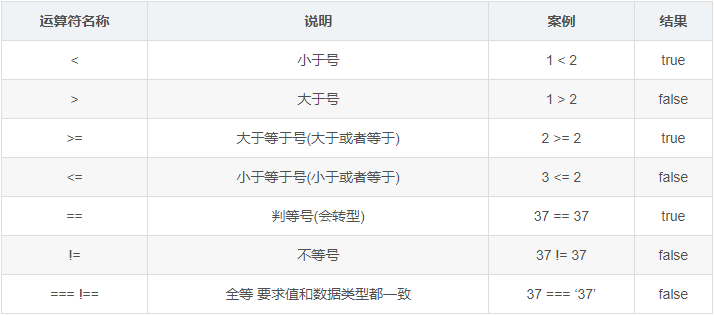 运算符名称 说明 案例 结果
< 小于号 1 < 2 true
> 大于号 1 > 2 false
>= 大于等于号(大于或者等于) 2 >= 2 true
<= 小于等于号(小于或者等于) 3 <= 2 false
== 判等号(会转型) 37 == 37 true
!= 不等号 37 != 37 false
=== !== 全等 要求值和数据类型都一致 37 === ‘37’ false